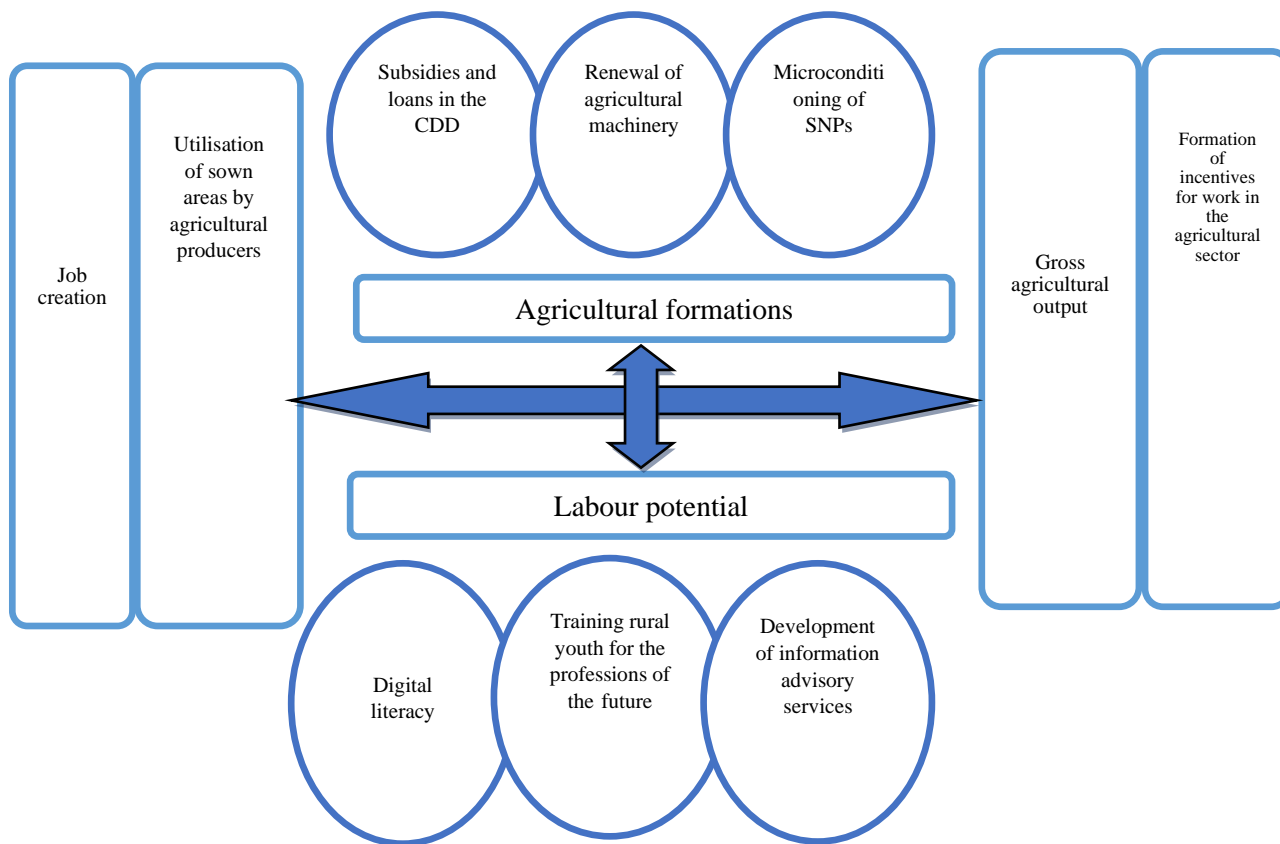 Subsidies and
loans in the
CDD
Renewal of
agricultural
machinery
Microconditi
oning of
SNPs
Job
creation
Utilisation
of sown
areas by
agricultural
producers
Agricultural formations
Gross
agricultural
output
Formation
of
incentives
for work in
the
agricultural
sector
Labour potential
Digital
literacy
Training rural
youth for the
professions of
the future
Development
of information
advisory
services